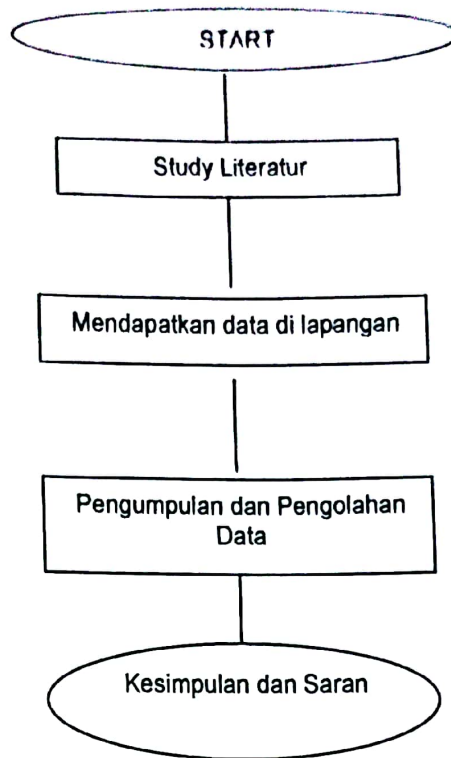 START
Study Literatur
Mendapatkan data di lapangan
Pengumpulan dan Pengolahan
Data
Kesimpulan dan Saran